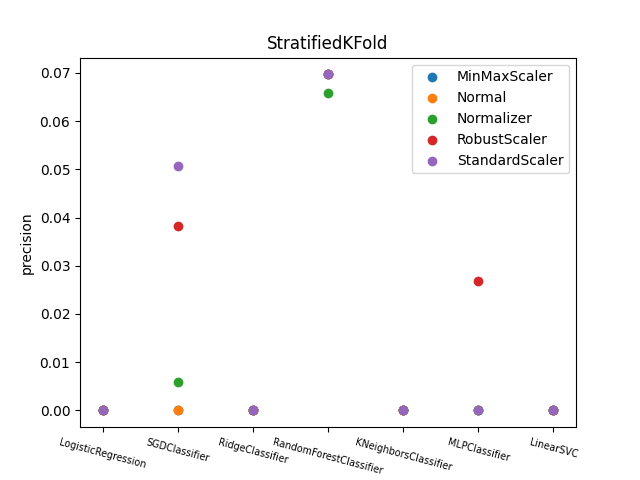 StratifiedKFold
0.07
0.06
0.05
0.04
0.03
0.02
0.01
0.00
precision
MinMaxScaler
Normal
Normalizer
RobustScaler
StandardScaler
LogisticRegression
SGDClassifier
RidgeClassifier
RandomForestClassifier
KNeighborsClassifier
MLPClassifier
LinearSVC